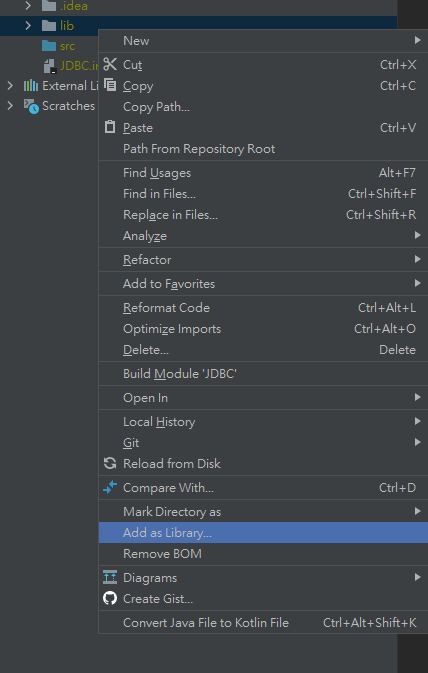 .idea
lib
src
JDBC.i
External Li
Scratches
New
Cut Ctrl+X
Copy Ctrl+C
Copy Path...
Paste Ctrl+V
Path From Repository Root
Find Usages Alt+F7
Find in Files... Ctrl+Shift+F
Replace in Files... Ctrl+Shift+R
Analyze
Refactor
Add to Favorites
Reformat Code Ctrl+Alt+L
Optimize Imports Ctrl+Alt+O
Delete... Delete
Build Module 'JDBC'
Open In
Local History
Git
Reload from Disk
Compare With... Ctrl+D
Mark Directory as
Add as Library...
Remove BOM
Diagrams
Create Gist...
Convert Java File to Kotlin File Ctrl+Alt+Shift+K